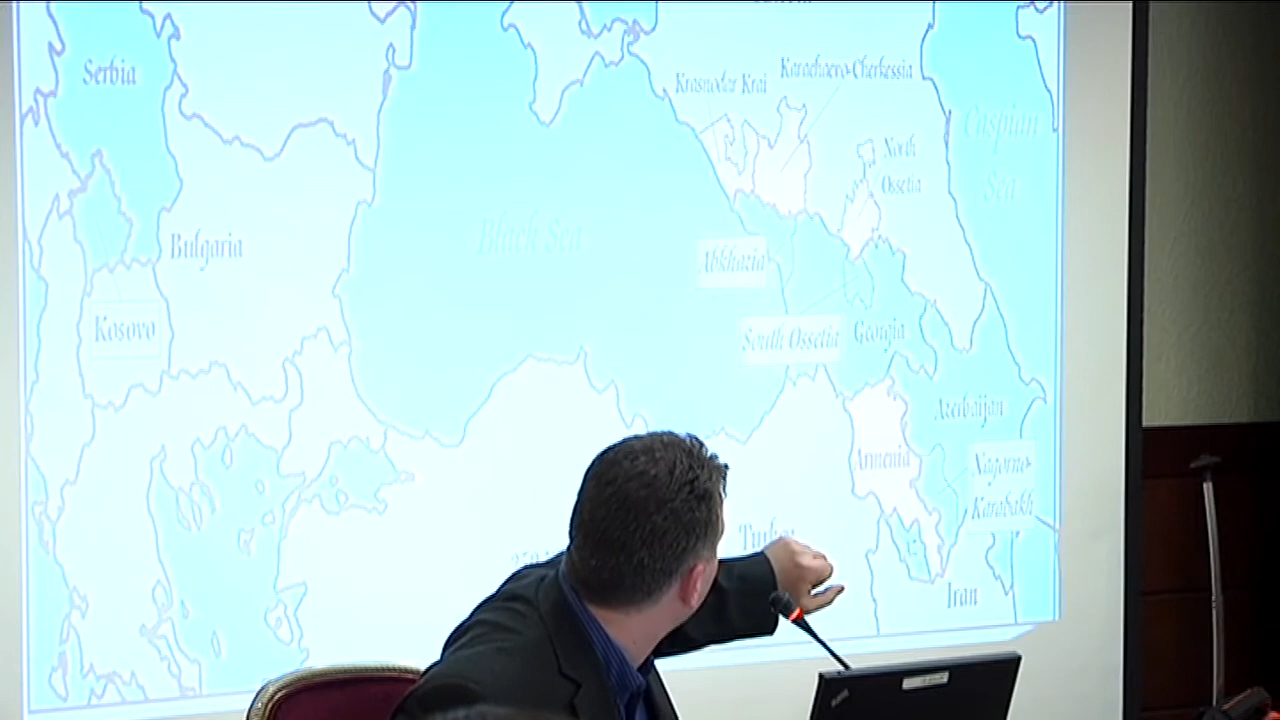 Serbia
Krasnodar Krai
Karachaevo-Cherkessia
Caspian
Sea
North
Ossetia
Black Sea
Bulgaria
Abkhazia
Kosovo
South Ossetia
Georgia
Azerbaijan
Armenia
Nagorno-
Karabakh
Turkey
Iran